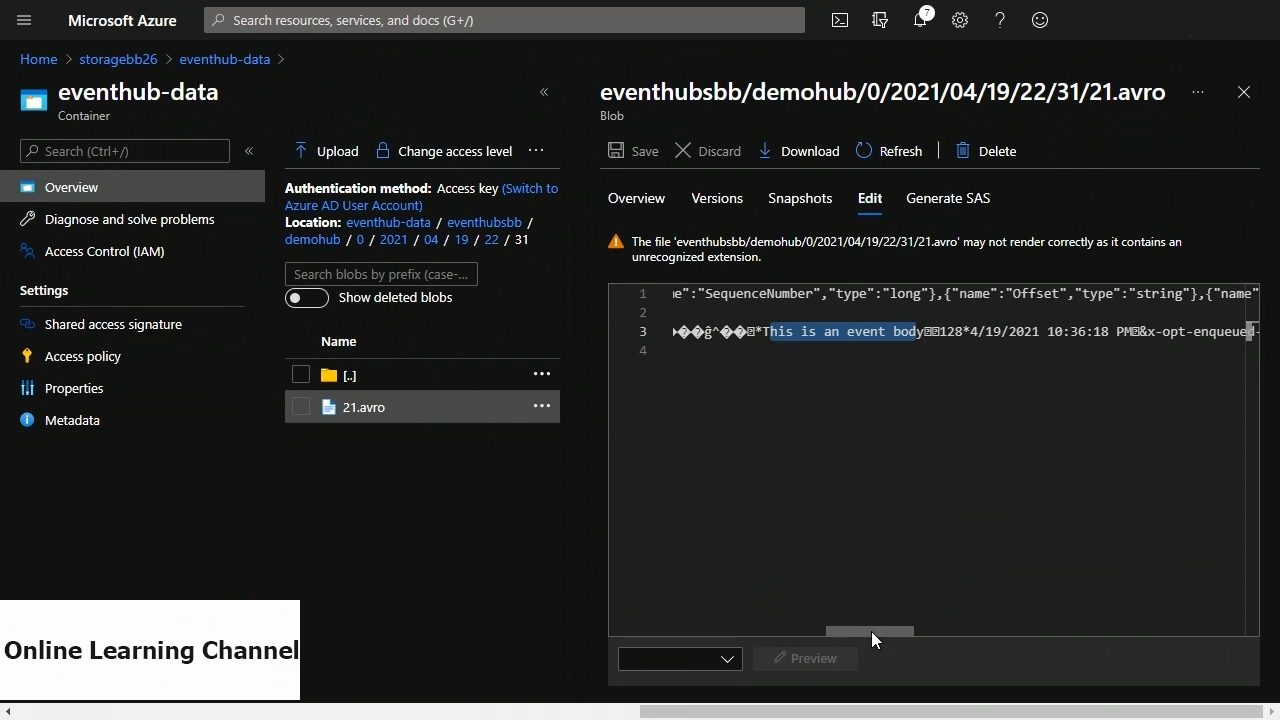 Microsoft Azure
Search resources, services, and docs (G+/)
7
Home > storagebb26 > eventhub-data >
eventhub-data
Container
Search (Ctrl+/)
Overview
Diagnose and solve problems
Access Control (IAM)
Settings
Shared access signature
Access policy
Properties
Metadata
Upload
Change access level
Authentication method: Access key (Switch to
Azure AD User Account)
Location: eventhub-data / eventhubsbb /
demohub / 0 / 2021 / 04 / 19 / 22 / 31
Search blobs by prefix (case-...
Show deleted blobs
Name
[..]
21.avro
eventhubsbb/demohub/0/2021/04/19/22/31/21.avro
Blob
Save
Discard
Download
Refresh
Delete
Overview
Versions
Snapshots
Edit
Generate SAS
The file 'eventhubsbb/demohub/0/2021/04/19/22/31/21.avro' may not render correctly as it contains an
unrecognized extension.
1 e":"SequenceNumber","type":"long"},{"name":"Offset","type":"string"},{"name"
2
3 *This is an event body 128*4/19/2021 10:36:18 PM &x-opt-enqueued-
4
Preview
Online Learning Channel